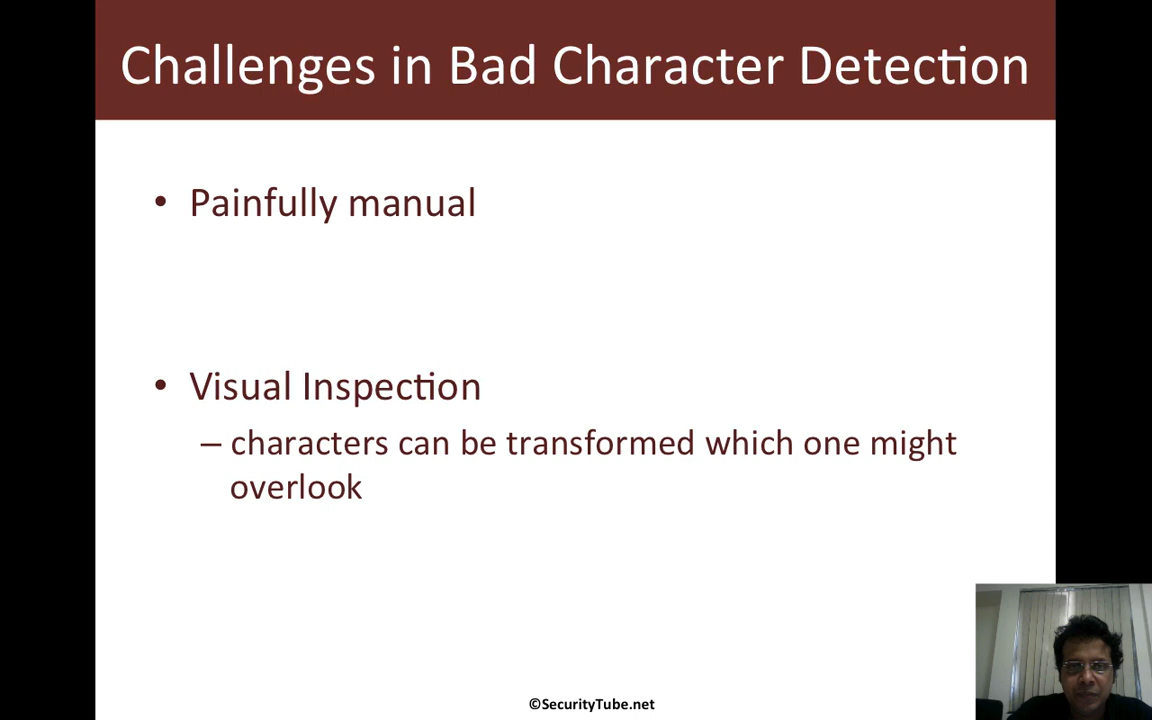 Challenges in Bad Character Detection
• Painfully manual
• Visual Inspection
– characters can be transformed which one might
overlook
©SecurityTube.net